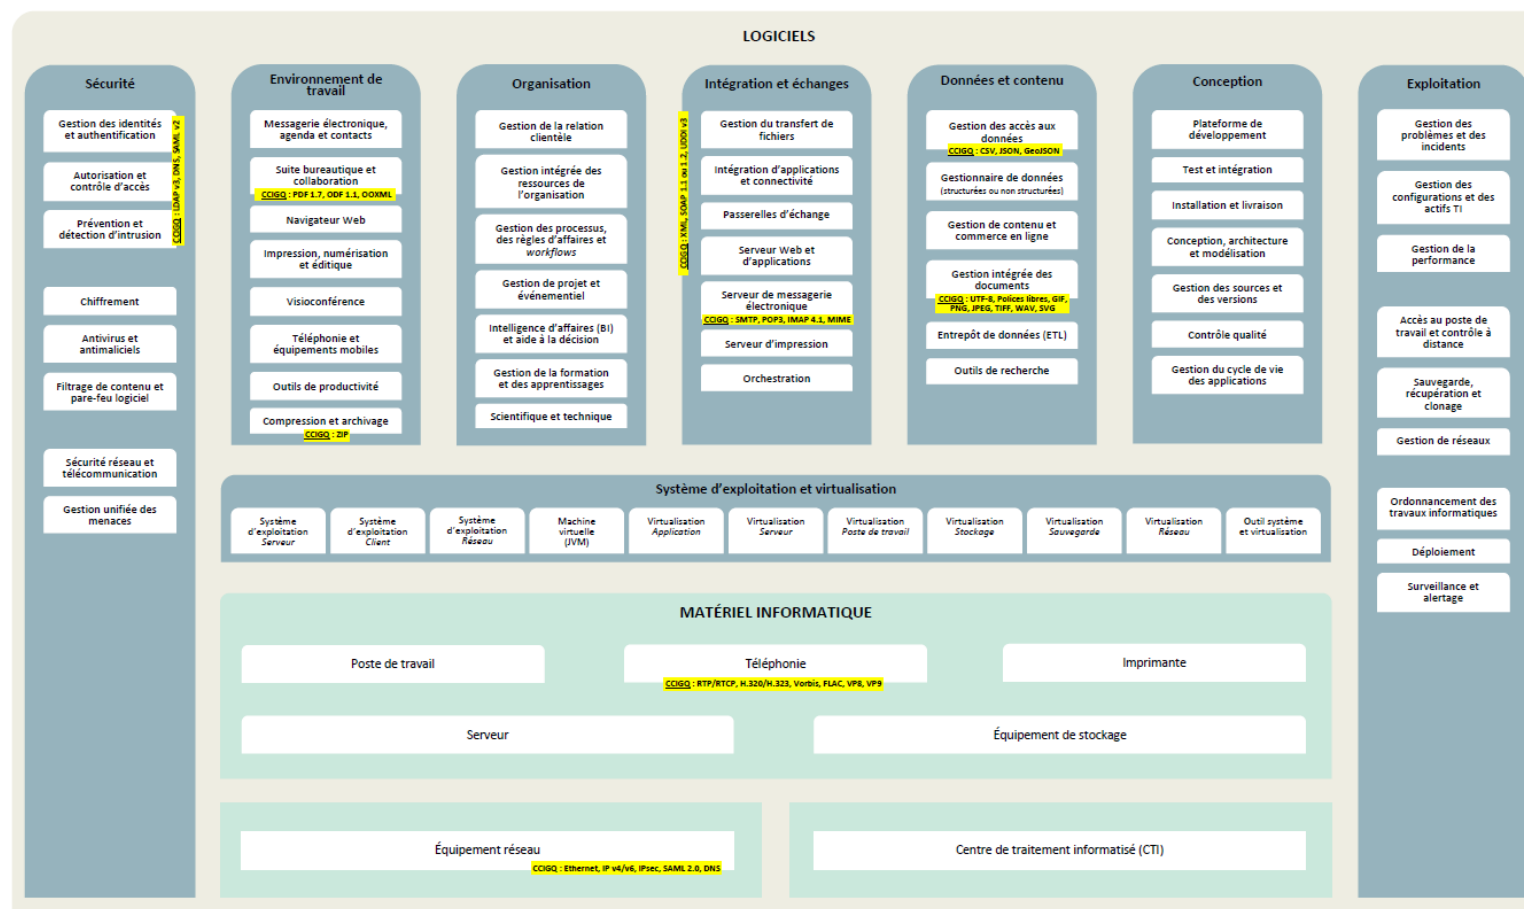 LOGICIELS
Sécurité
Gestion des identités
et authentification
Autorisation et
contrôle d'accès
Prévention et
détection d'intrusion
CCIGQ : LDAP v3, DNS, SAML v2
Chiffrement
Antivirus et
antimaliciels
Filtrage de contenu et
pare-feu logiciel
Sécurité réseau et
télécommunication
Gestion unifiée des
menaces
Environnement de
travail
Messagerie électronique,
agenda et contacts
Suite bureautique et
collaboration
CCIGQ : PDF 1.7, ODF 1.1, OOXML
Navigateur Web
Impression, numérisation
et éditique
Visioconférence
Téléphonie et
équipements mobiles
Outils de productivité
Compression et archivage
CCIGQ : ZIP
Organisation
Gestion de la relation
clientèle
Gestion intégrée des
ressources de
l'organisation
Gestion des processus,
des règles d'affaires et
workflows
Gestion de projet et
événementiel
Intelligence d'affaires (BI)
et aide à la décision
Gestion de la formation
et des apprentissages
Scientifique et technique
Intégration et échanges
CCIGQ : XML, SOAP 1.1 ou 1.2, UDDI v3
Gestion du transfert de
fichiers
Intégration d'applications
et connectivité
Passerelles d'échange
Serveur Web et
d'applications
Serveur de messagerie
électronique
CCIGQ : SMTP, POP3, IMAP 4.1, MIME
Serveur d'impression
Orchestration
Données et contenu
Gestion des accès aux
données
CCIGQ : CSV, JSON, GeoJSON
Gestionnaire de données
(structurées ou non structurées)
Gestion de contenu et
commerce en ligne
Gestion intégrée des
documents
CCIGQ : UTF-8, Polices libres, GIF,
PNG, JPEG, TIFF, WAV, SVG
Entrepôt de données (ETL)
Outils de recherche
Conception
Plateforme de
développement
Test et intégration
Installation et livraison
Conception, architecture
et modélisation
Gestion des sources et
des versions
Contrôle qualité
Gestion du cycle de vie
des applications
Exploitation
Gestion des
problèmes et des
incidents
Gestion des
configurations et des
actifs TI
Gestion de la
performance
Accès au poste de
travail et contrôle à
distance
Sauvegarde,
récupération et
clonage
Gestion de réseaux
Ordonnancement des
travaux informatiques
Déploiement
Surveillance et
alertage
Système d'exploitation et virtualisation
Système
d'exploitation
Serveur
Système
d'exploitation
Client
Système
d'exploitation
Réseau
Machine
virtuelle
(JVM)
Virtualisation
Application
Virtualisation
Serveur
Virtualisation
Poste de travail
Virtualisation
Stockage
Virtualisation
Sauvegarde
Virtualisation
Réseau
Outil système
et virtualisation
MATÉRIEL INFORMATIQUE
Poste de travail
Téléphonie
CCIGQ : RTP/RTCP, H.320/H.323, Vorbis, FLAC, VP8, VP9
Imprimante
Serveur
Équipement de stockage
Équipement réseau
CCIGQ : Ethernet, IP v4/v6, IPsec, SAML 2.0, DNS
Centre de traitement informatisé (CTI)